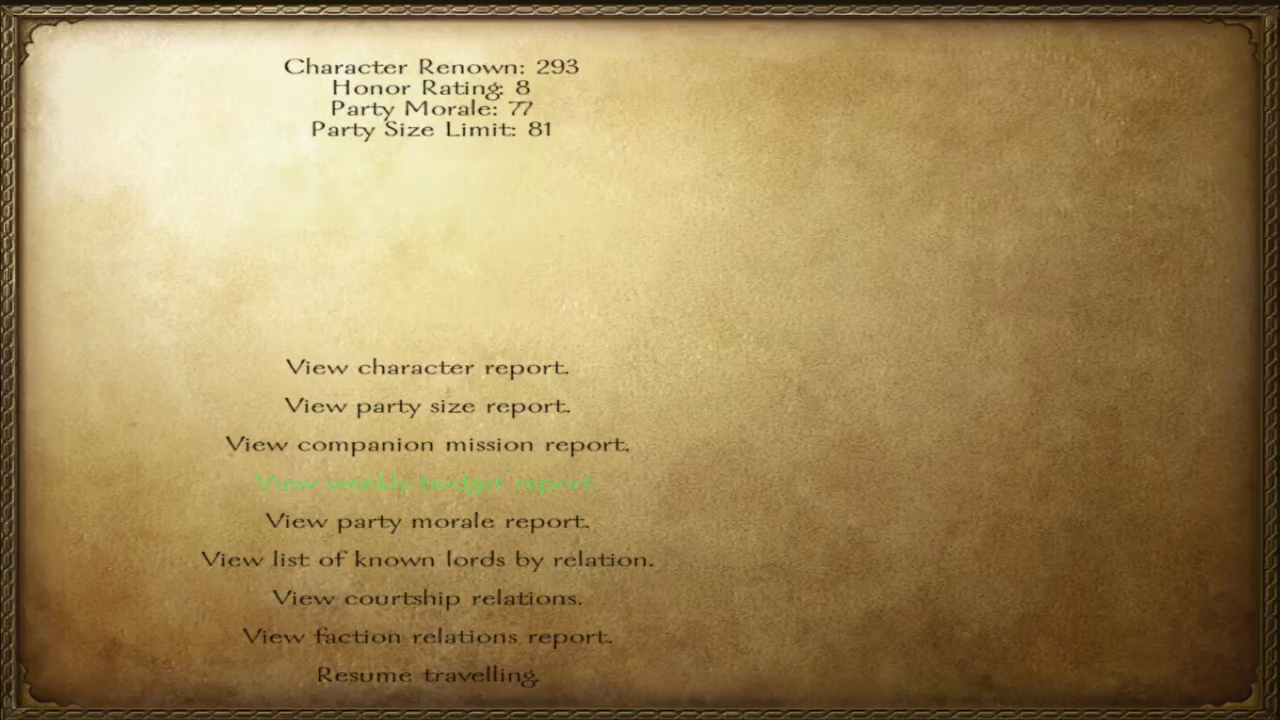 Character Renown: 293
Honor Rating: 8
Party Morale: 77
Party Size Limit: 81
View character report.
View party size report.
View companion mission report.
View weekly budget report.
View party morale report.
View list of known lords by relation.
View courtship relations.
View faction relations report.
Resume travelling.